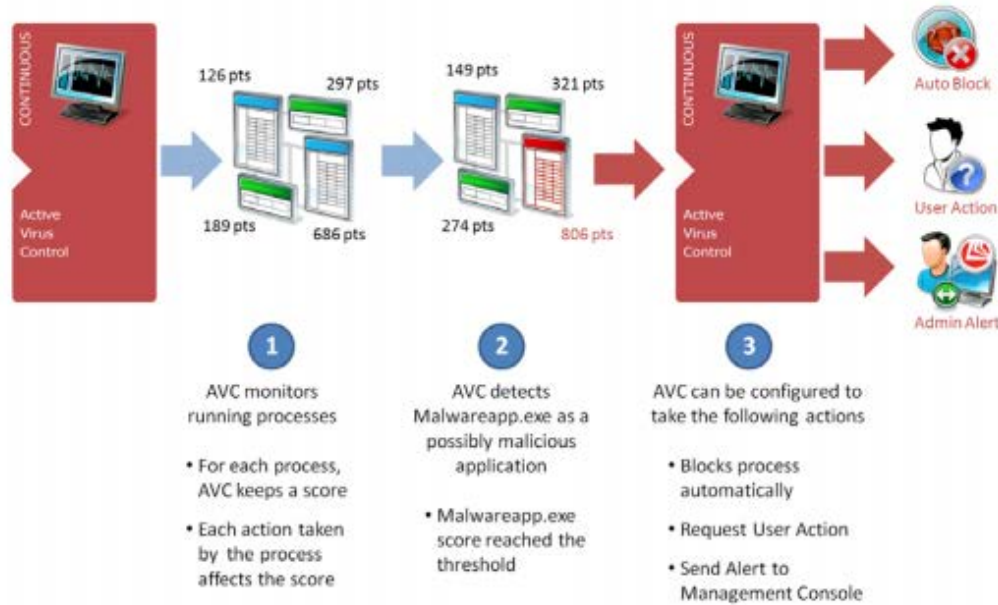 CONTINUOUS
Active
Virus
Control
126 pts
297 pts
189 pts
686 pts
149 pts
321 pts
274 pts
806 pts
CONTINUOUS
Active
Virus
Control
Auto Block
User Action
Admin Alert
1
AVC monitors
running processes
• For each process,
AVC keeps a score
• Each action taken
by the process
affects the score
2
AVC detects
Malwareapp.exe as a
possibly malicious
application
• Malwareapp.exe
score reached the
threshold
3
AVC can be configured to
take the following actions
• Blocks process
automatically
• Request User Action
• Send Alert to
Management Console